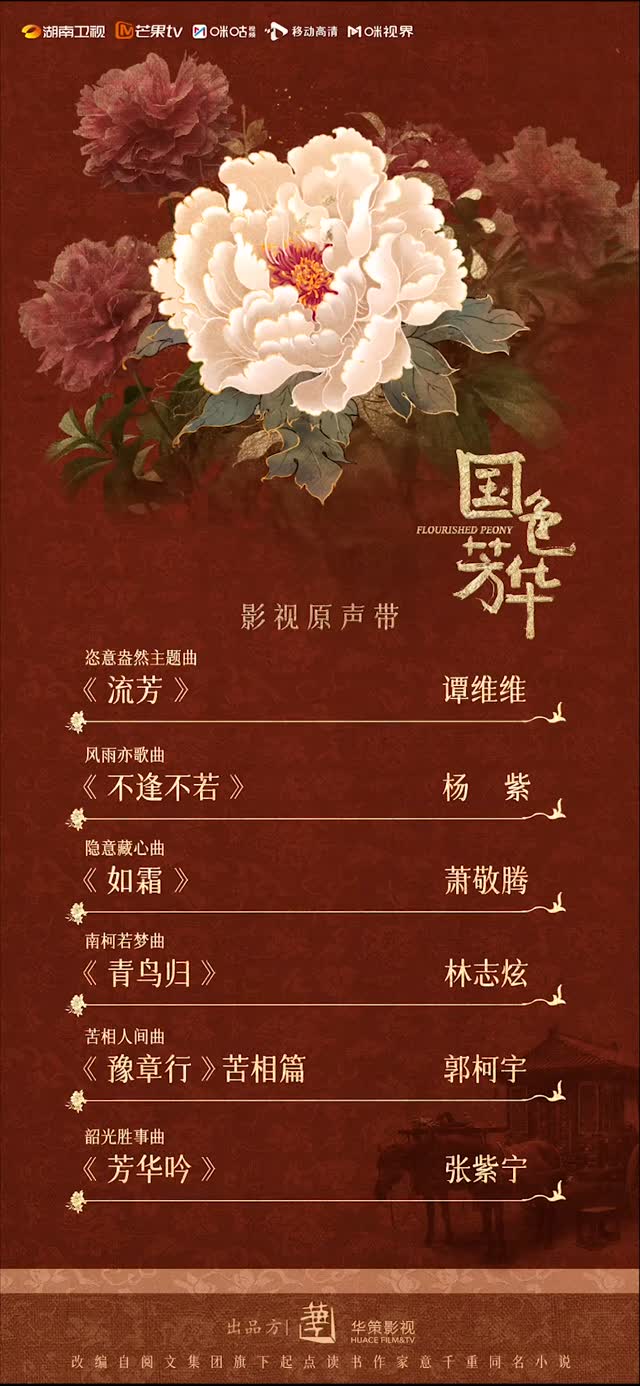 湖南卫视 芒果tv 咪咕视频 移动高清 咪视界
国色芳华
FLOURISHED PEONY
影视原声带
恣意盎然主题曲
《流芳》 谭维维
风雨亦歌曲
《不逢不若》 杨 紫
隐意藏心曲
《如霜》 萧敬腾
南柯若梦曲
《青鸟归》 林志炫
苦相人间曲
《豫章行》苦相篇 郭柯宇
韶光胜事曲
《芳华吟》 张紫宁
出品方 | 華 华策影视
HUACE FILM&TV
改编自阅文集团旗下起点读书作家意千重同名小说